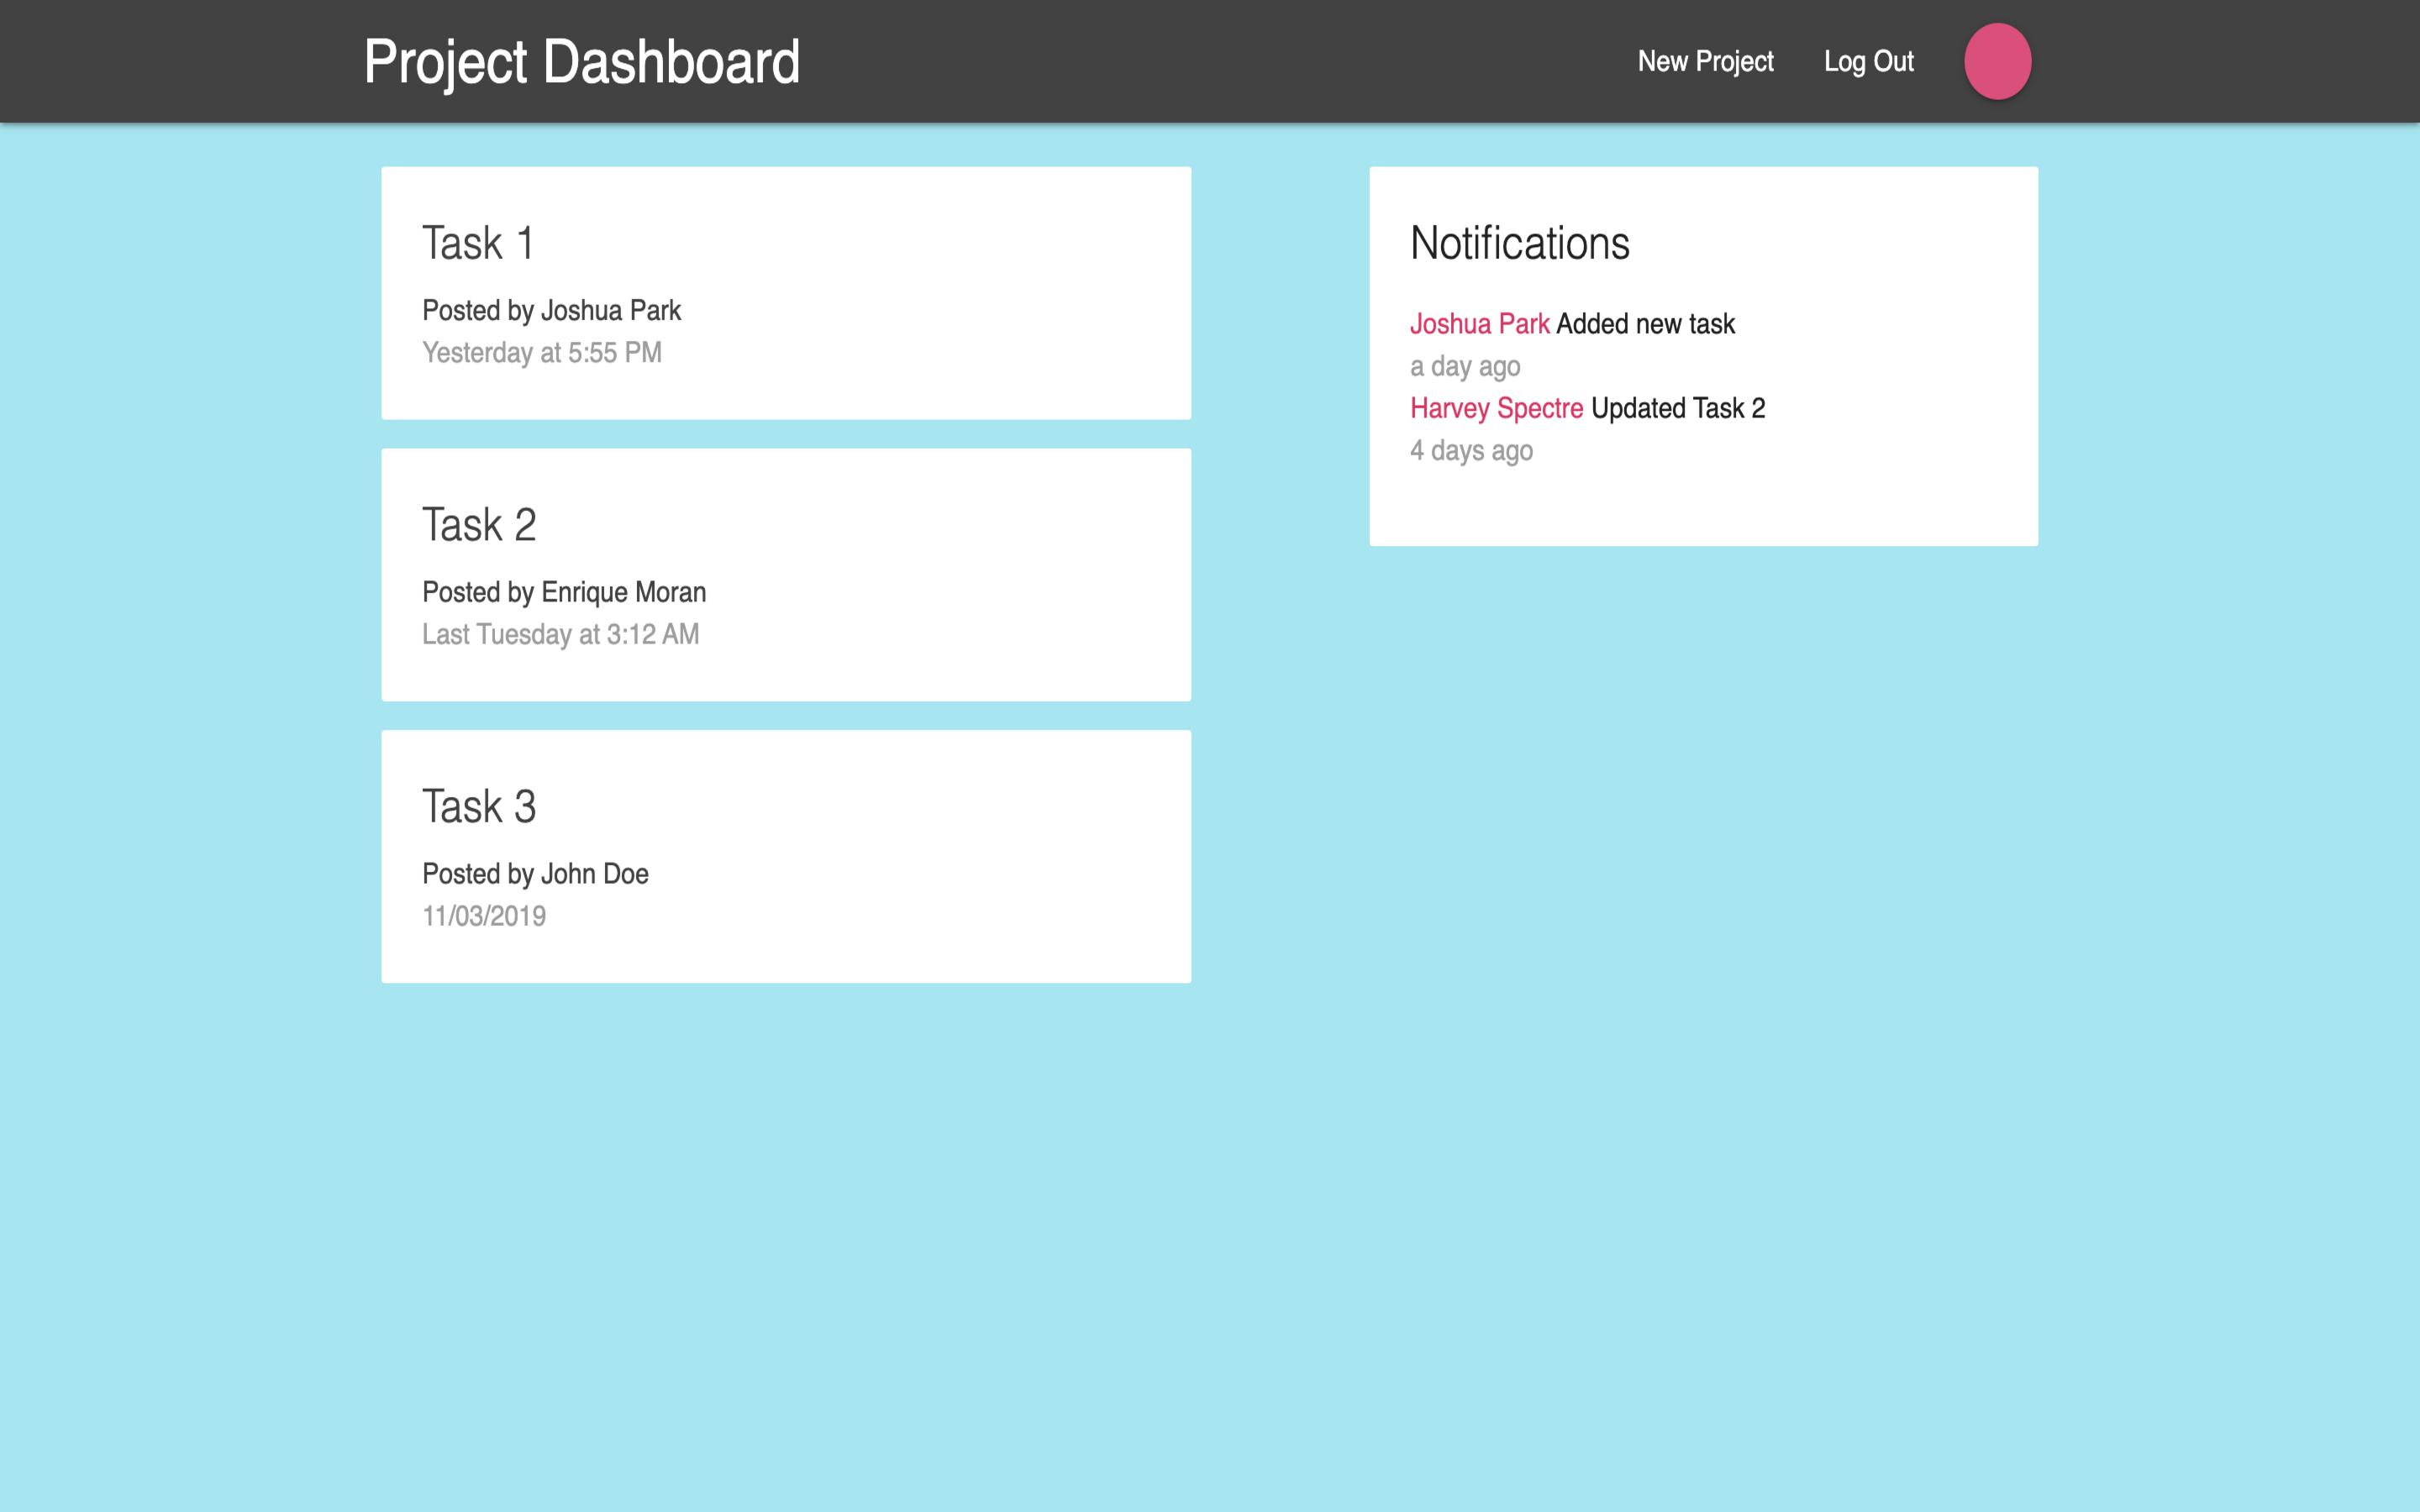 Project Dashboard
New Project
Log Out
Task 1
Posted by Joshua Park
Yesterday at 5:55 PM
Task 2
Posted by Enrique Moran
Last Tuesday at 3:12 AM
Task 3
Posted by John Doe
11/03/2019
Notifications
Joshua Park Added new task
a day ago
Harvey Spectre Updated Task 2
4 days ago